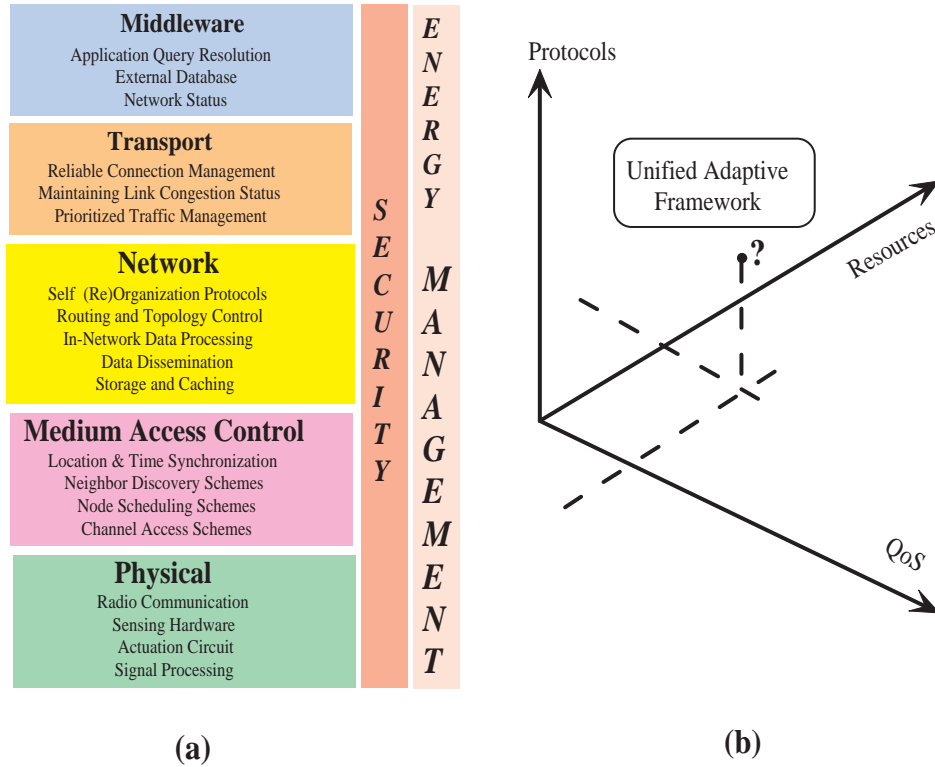 Middleware
Application Query Resolution
External Database
Network Status
Transport
Reliable Connection Management
Maintaining Link Congestion Status
Prioritized Traffic Management
Network
Self (Re)Organization Protocols
Routing and Topology Control
In-Network Data Processing
Data Dissemination
Storage and Caching
Medium Access Control
Location & Time Synchronization
Neighbor Discovery Schemes
Node Scheduling Schemes
Channel Access Schemes
Physical
Radio Communication
Sensing Hardware
Actuation Circuit
Signal Processing
SECURITY
ENERGY MANAGEMENT
(a)
Protocols
Unified Adaptive
Framework
?
Resources
QoS
(b)